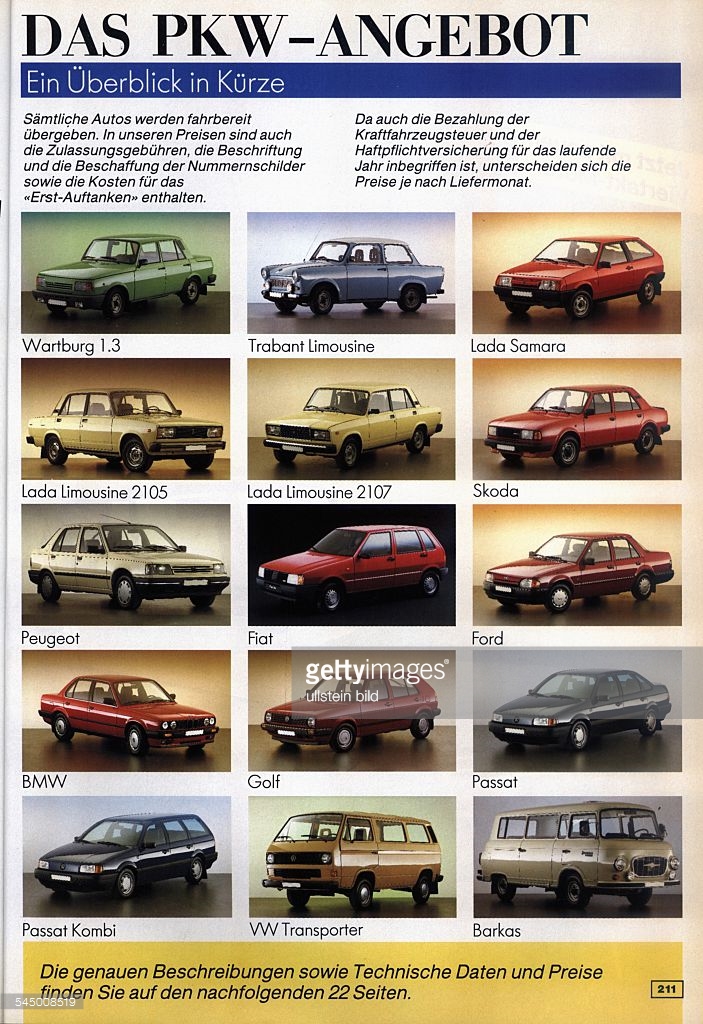 DAS PKW-ANGEBOT
Ein Überblick in Kürze
Sämtliche Autos werden fahrbereit
übergeben. In unseren Preisen sind auch
die Zulassungsgebühren, die Beschriftung
und die Beschaffung der Nummernschilder
sowie die Kosten für das
«Erst-Auftanken» enthalten.
Da auch die Bezahlung der
Kraftfahrzeugsteuer und der
Haftpflichtversicherung für das laufende
Jahr inbegriffen ist, unterscheiden sich die
Preise je nach Liefermonat.
Wartburg 1.3
Trabant Limousine
Lada Samara
Lada Limousine 2105
Lada Limousine 2107
Skoda
Peugeot
Fiat
Ford
gettyimages®
ullstein bild
BMW
Golf
Passat
Passat Kombi
VW Transporter
Barkas
Die genauen Beschreibungen sowie Technische Daten und Preise
finden Sie auf den nachfolgenden 22 Seiten.
211
545008519